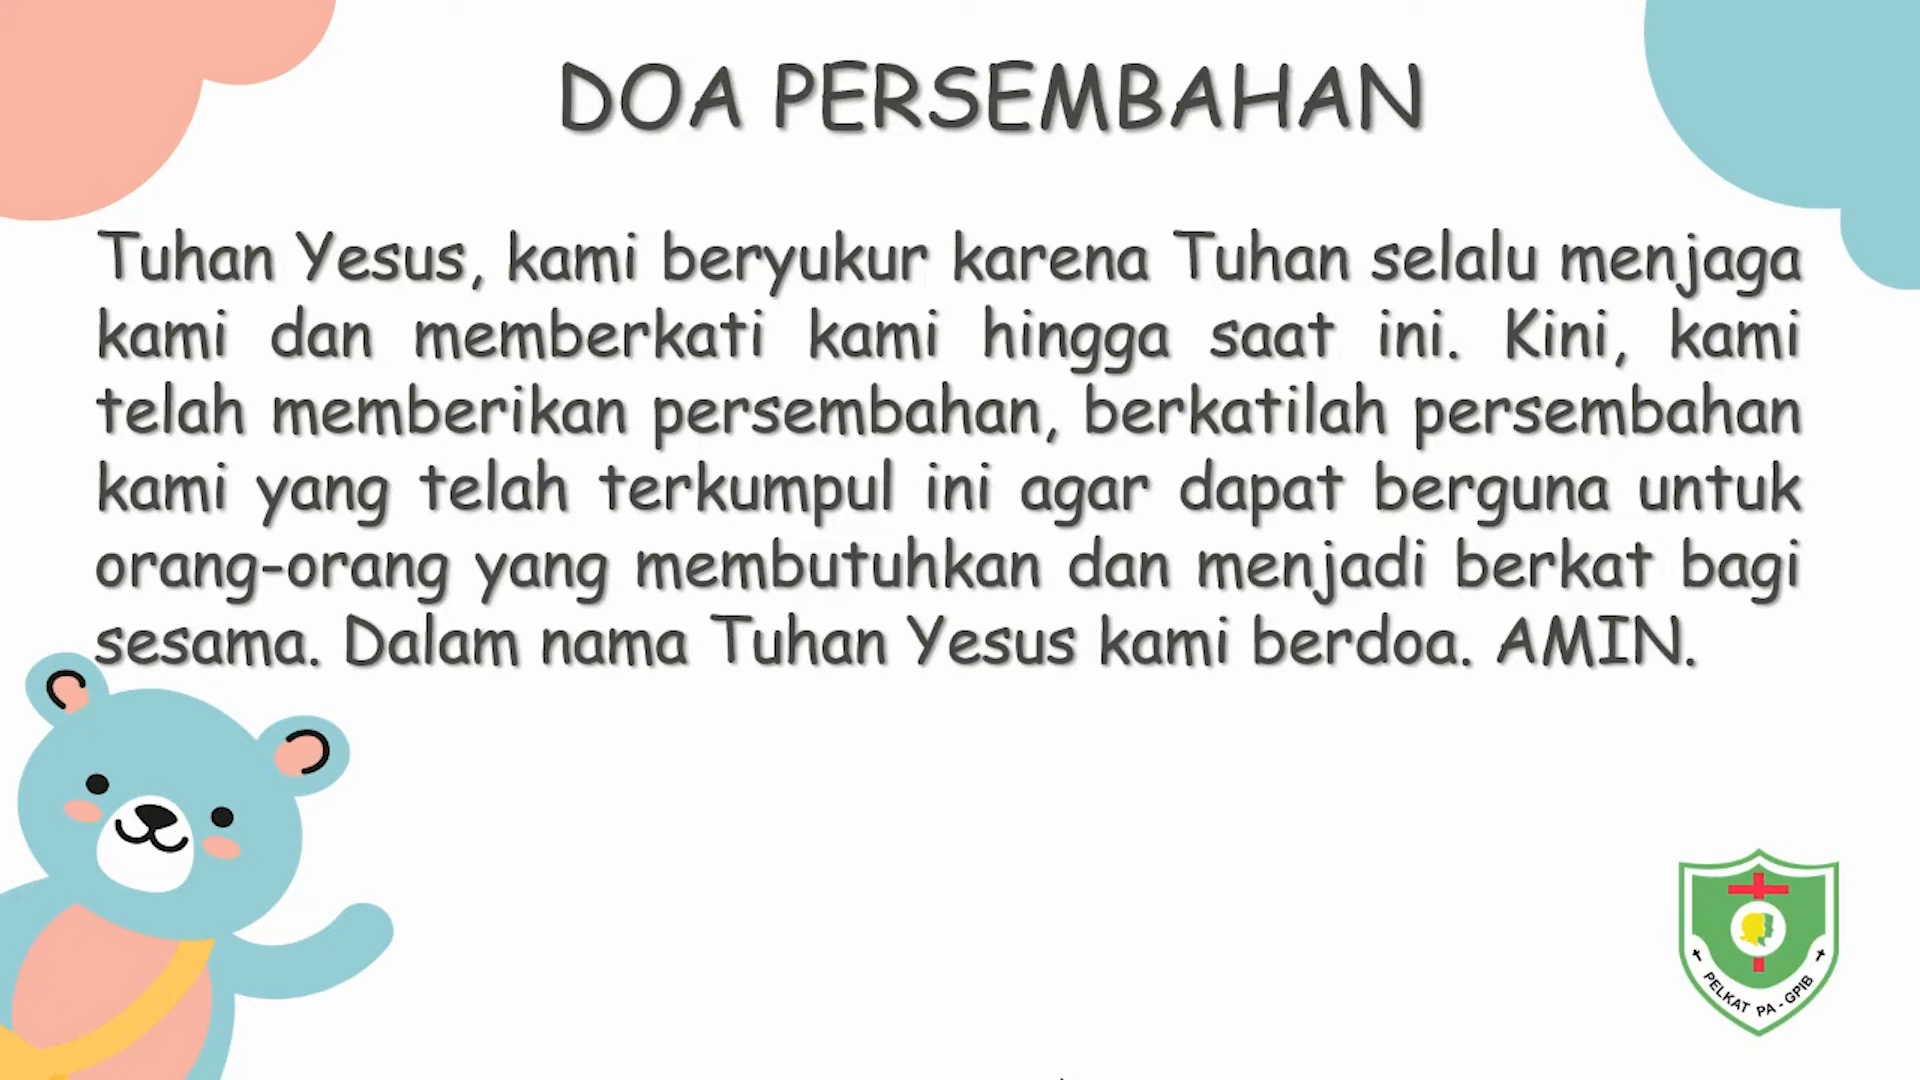 DOA PERSEMBAHAN
Tuhan Yesus, kami beryukur karena Tuhan selalu menjaga
kami dan memberkati kami hingga saat ini. Kini, kami
telah memberikan persembahan, berkatilah persembahan
kami yang telah terkumpul ini agar dapat berguna untuk
orang-orang yang membutuhkan dan menjadi berkat bagi
sesama. Dalam nama Tuhan Yesus kami berdoa. AMIN.
PELKAT PA - GPIB